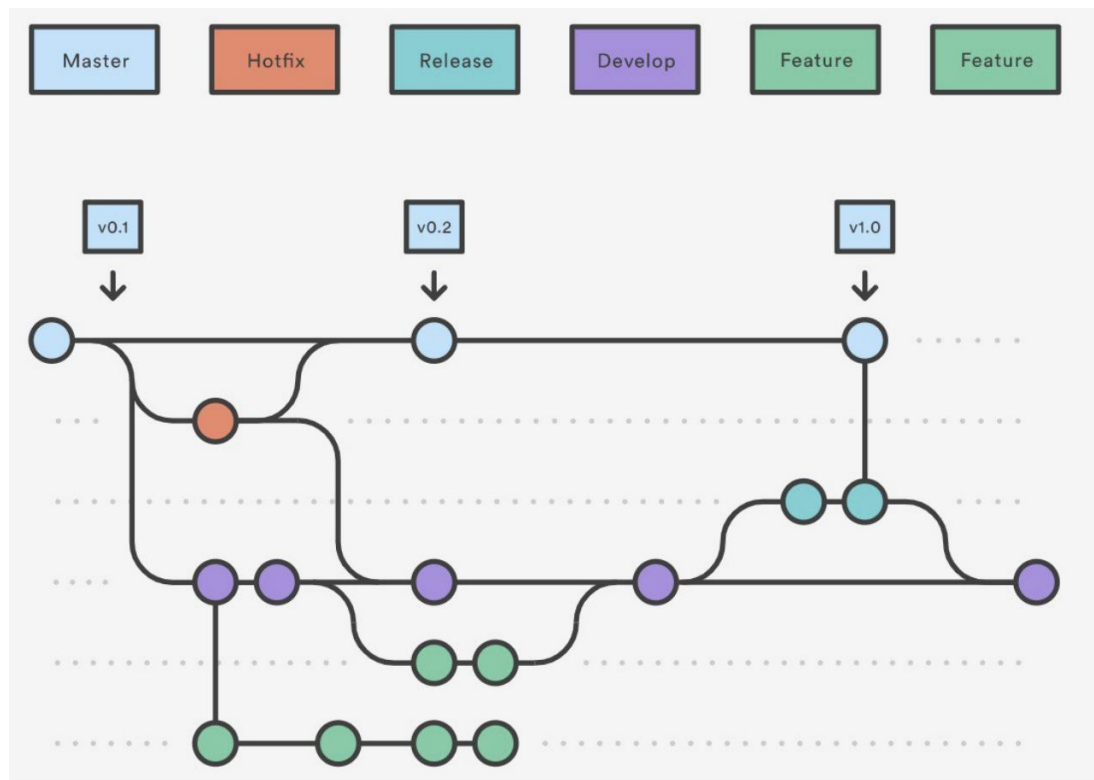 Master
Hotfix
Release
Develop
Feature
Feature
v0.1
v0.2
v1.0